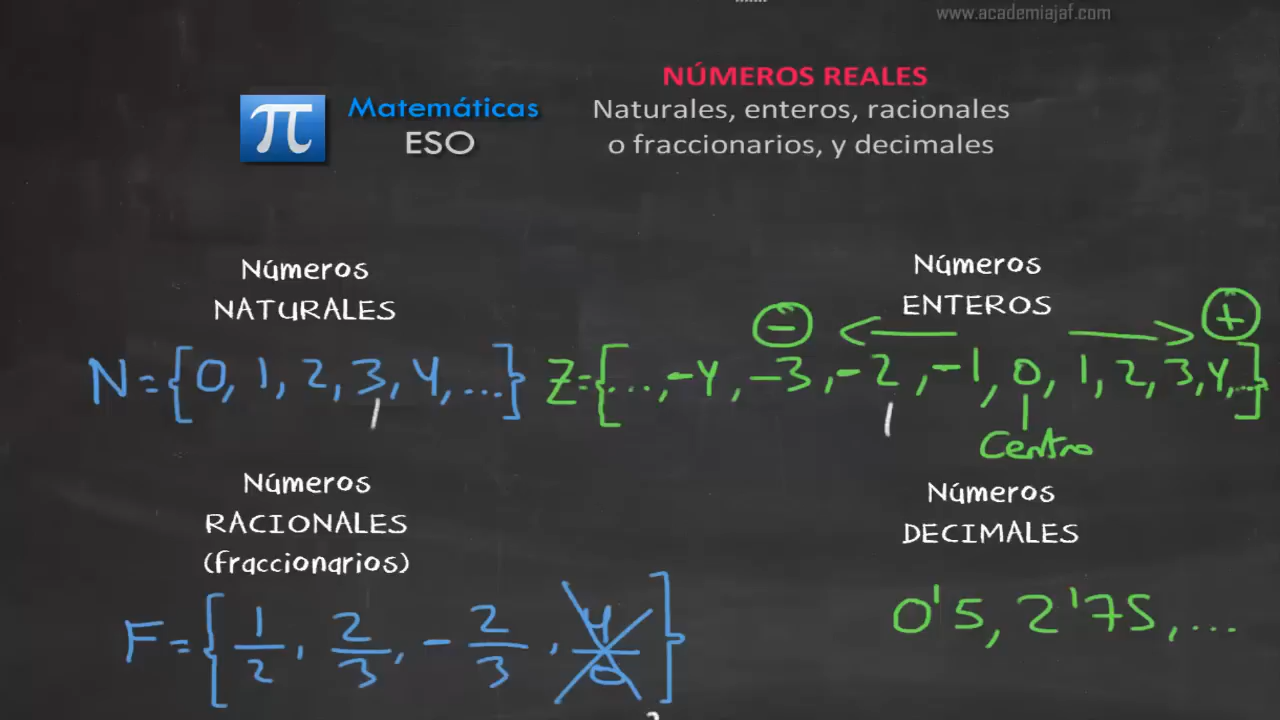 www.academiajaf.com
π
Matemáticas
ESO
NÚMEROS REALES
Naturales, enteros, racionales
o fraccionarios, y decimales
Números
NATURALES
N={0, 1, 2, 3, 4, ...}
Números
ENTEROS
- ← → +
Z={..., -4, -3, -2, -1, 0, 1, 2, 3, 4, ...}
Centro
Números
RACIONALES
(fraccionarios)
F={1/2, 2/3, -2/3, 4/0}
Números
DECIMALES
0'5, 2'75, ...